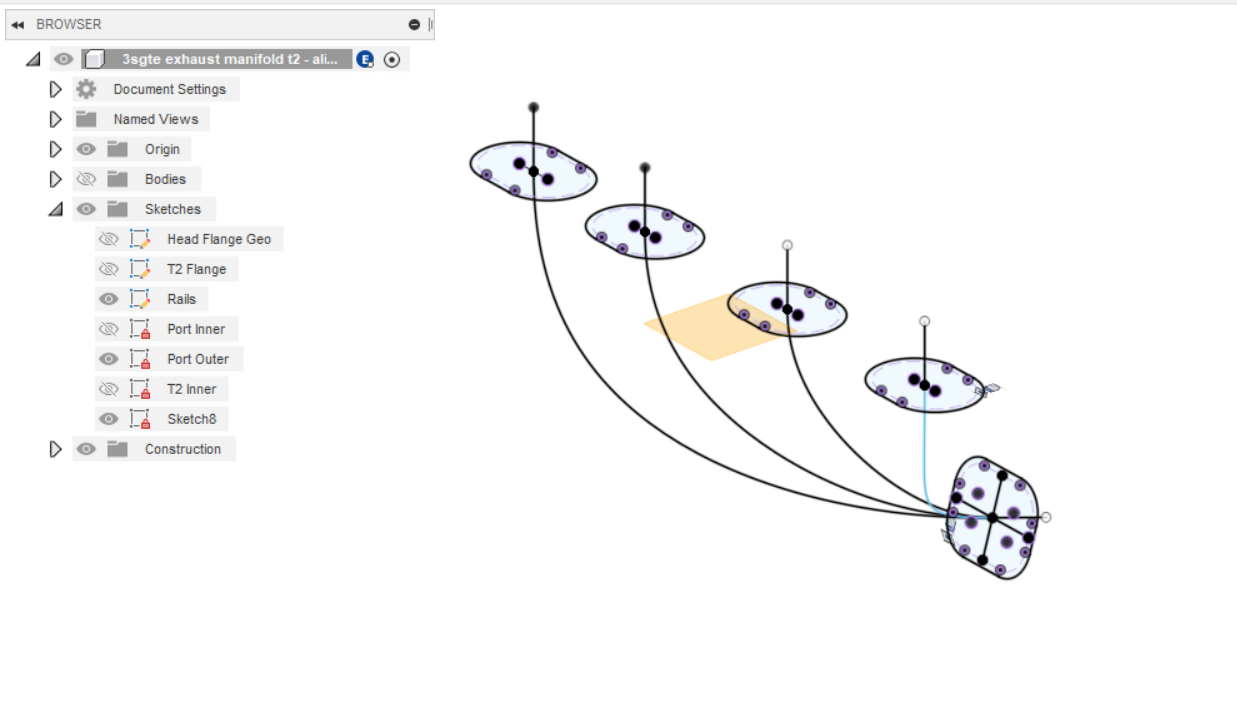 BROWSER
3sgte exhaust manifold t2 - ali... E
Document Settings
Named Views
Origin
Bodies
Sketches
Head Flange Geo
T2 Flange
Rails
Port Inner
Port Outer
T2 Inner
Sketch8
Construction